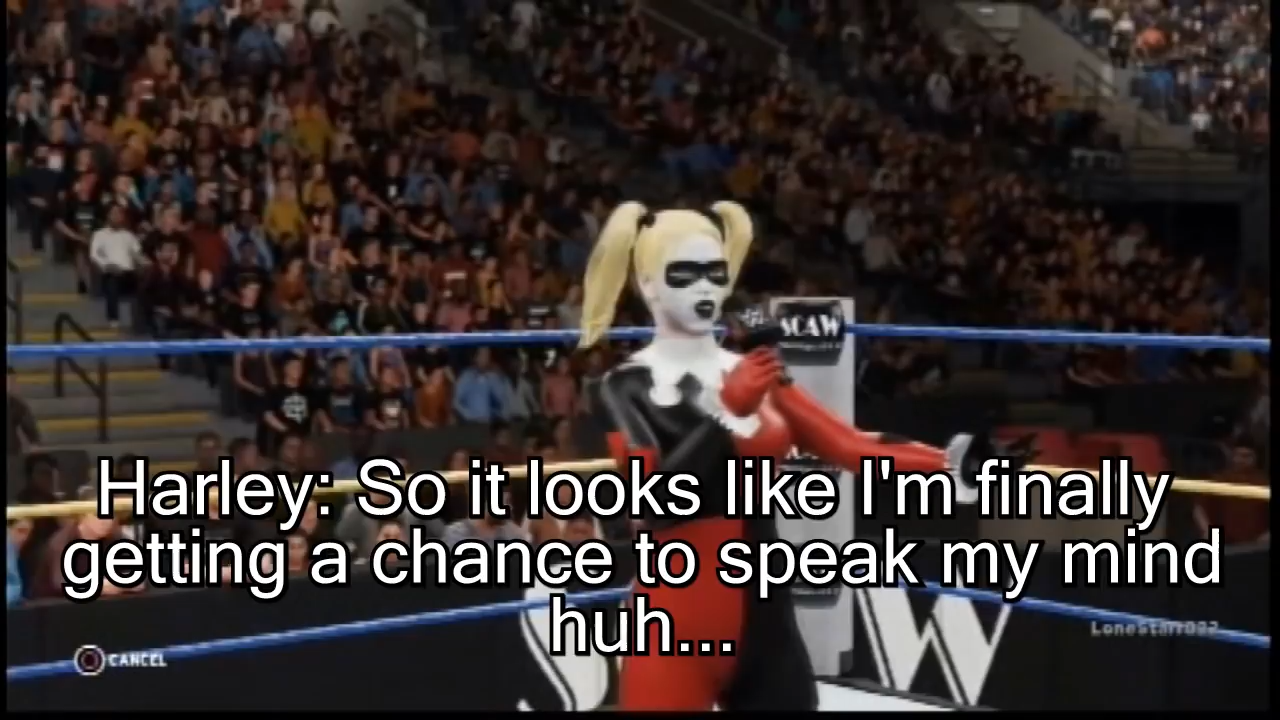 SCAW
Harley: So it looks like I'm finally
getting a chance to speak my mind
huh...
W
CANCEL